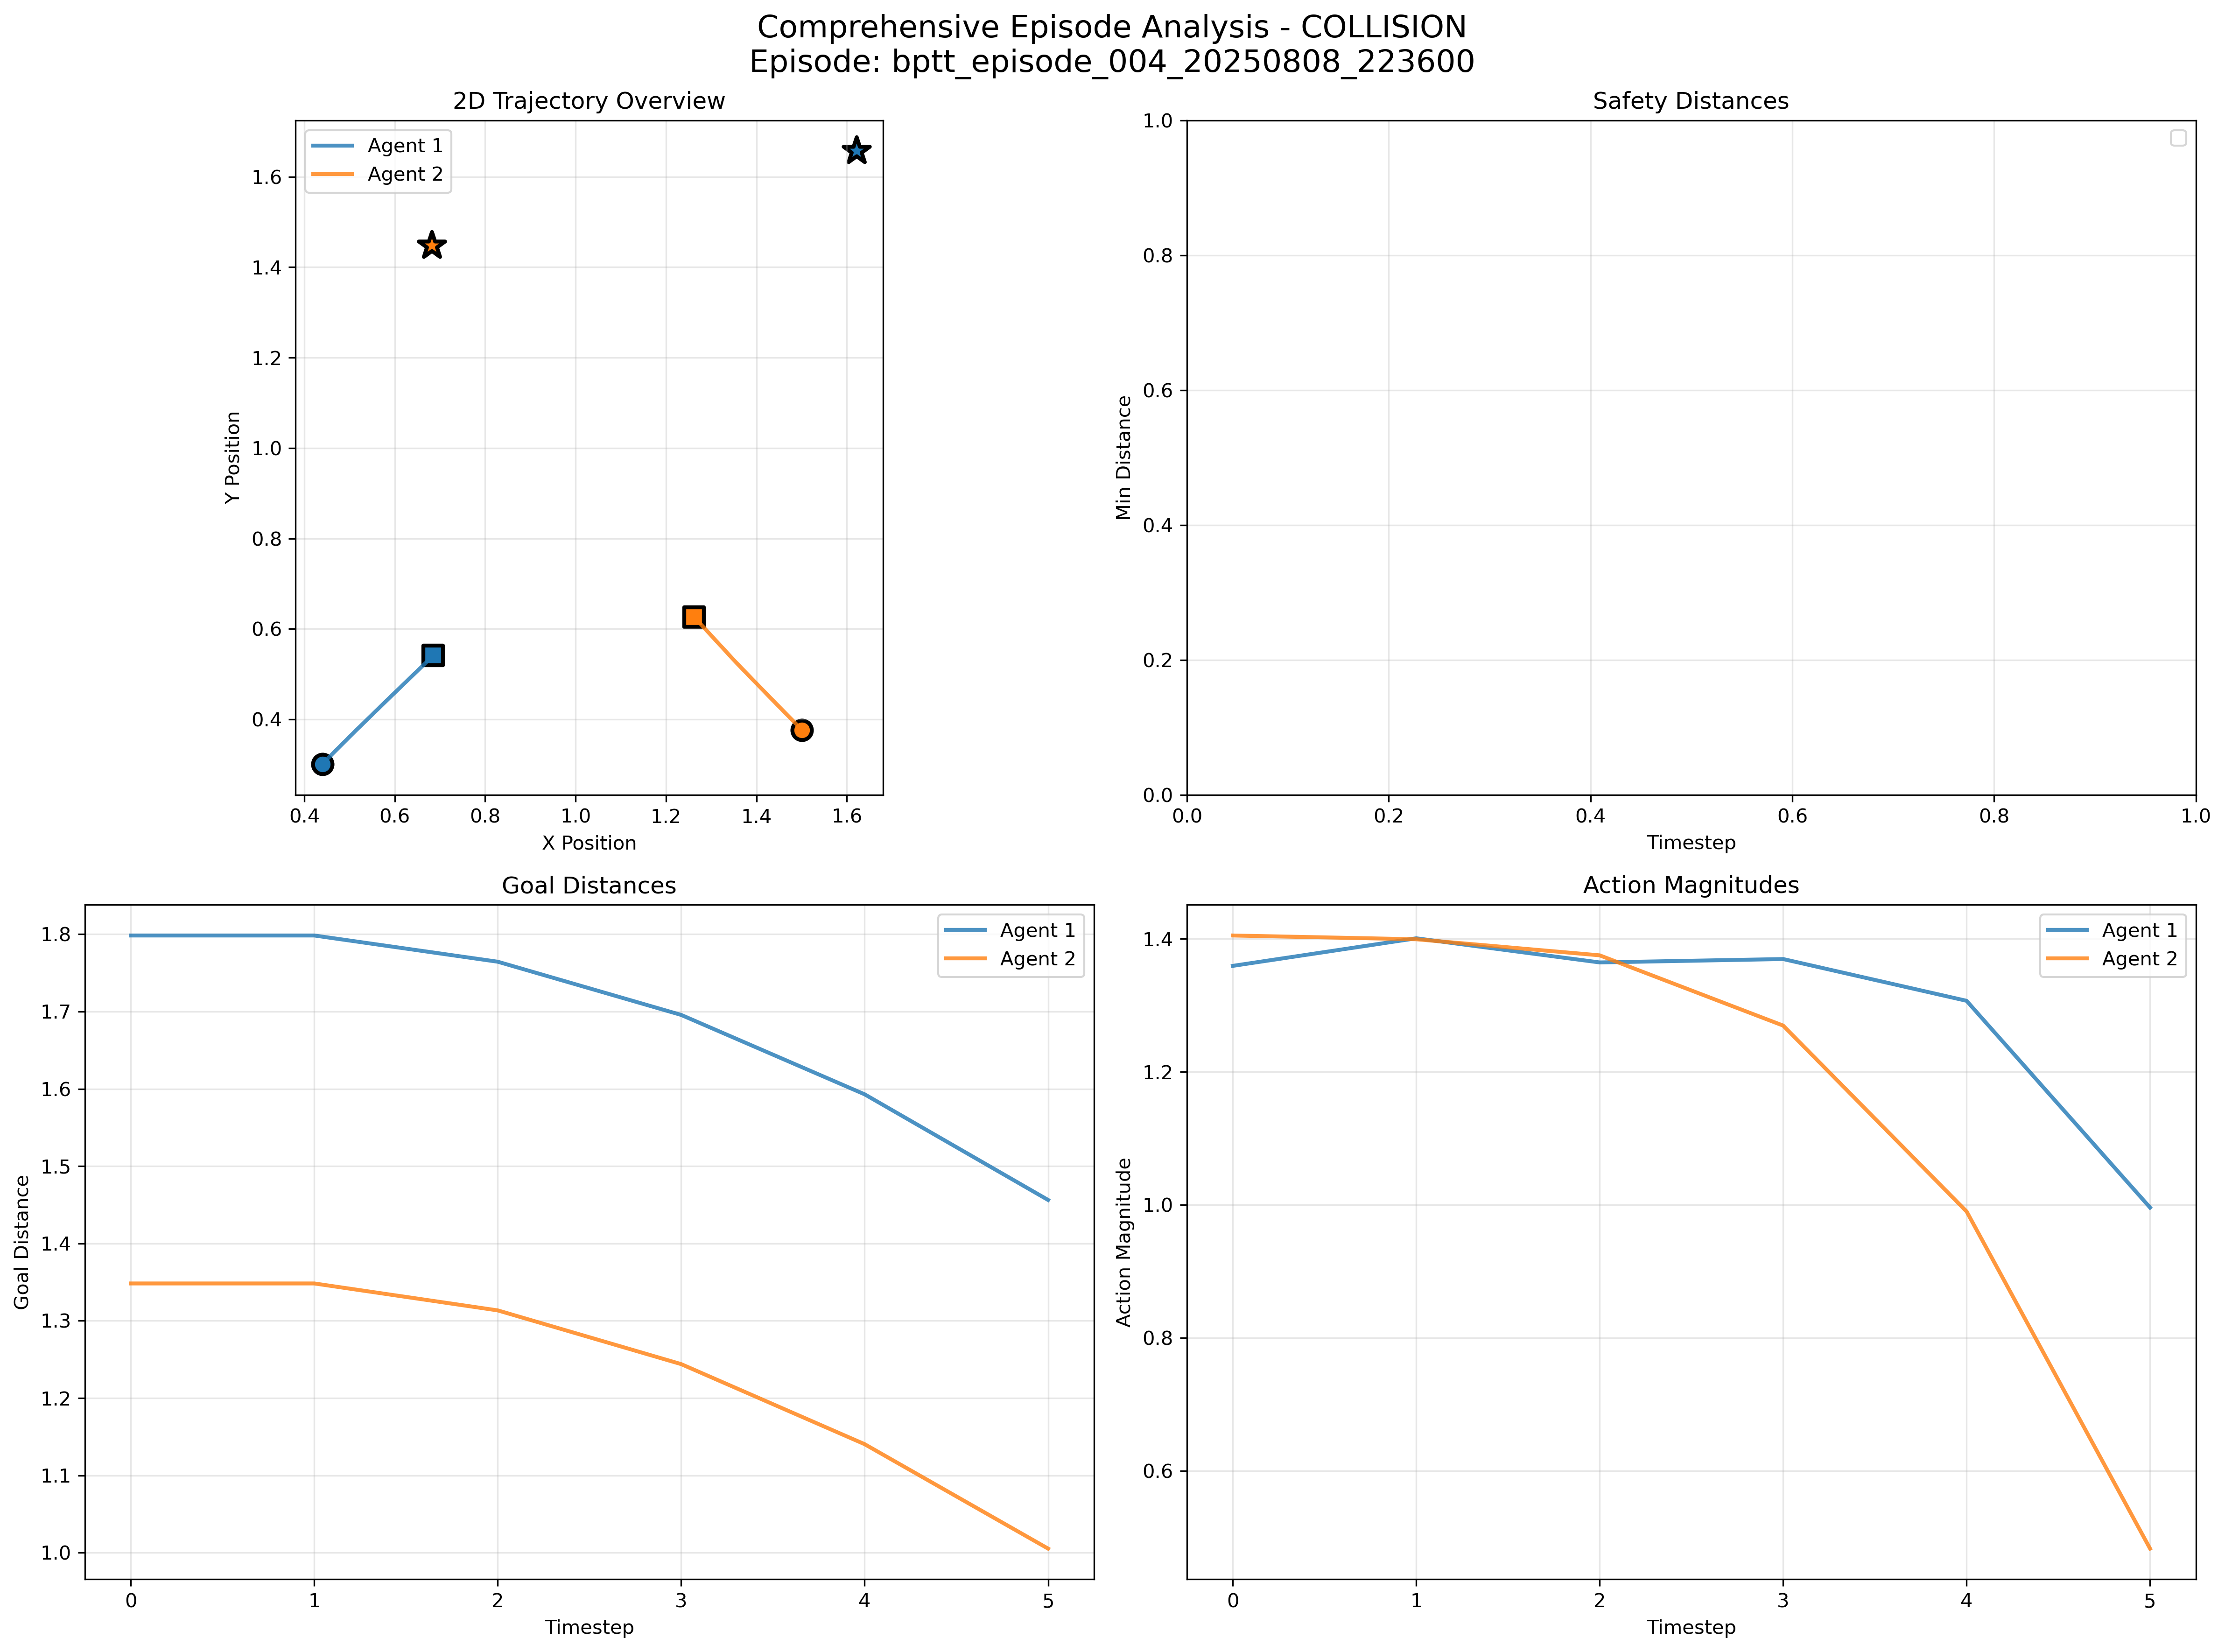 Comprehensive Episode Analysis - COLLISION
Episode: bptt_episode_004_20250808_223600
2D Trajectory Overview
Agent 1
Agent 2
1.6
1.4
1.2
1.0
0.8
0.6
0.4
Y Position
0.4 0.6 0.8 1.0 1.2 1.4 1.6
X Position
Safety Distances
1.0
0.8
0.6
0.4
0.2
0.0
Min Distance
0.0 0.2 0.4 0.6 0.8 1.0
Timestep
Goal Distances
Agent 1
Agent 2
1.8
1.7
1.6
1.5
1.4
1.3
1.2
1.1
1.0
Goal Distance
0 1 2 3 4 5
Timestep
Action Magnitudes
Agent 1
Agent 2
1.4
1.2
1.0
0.8
0.6
Action Magnitude
0 1 2 3 4 5
Timestep